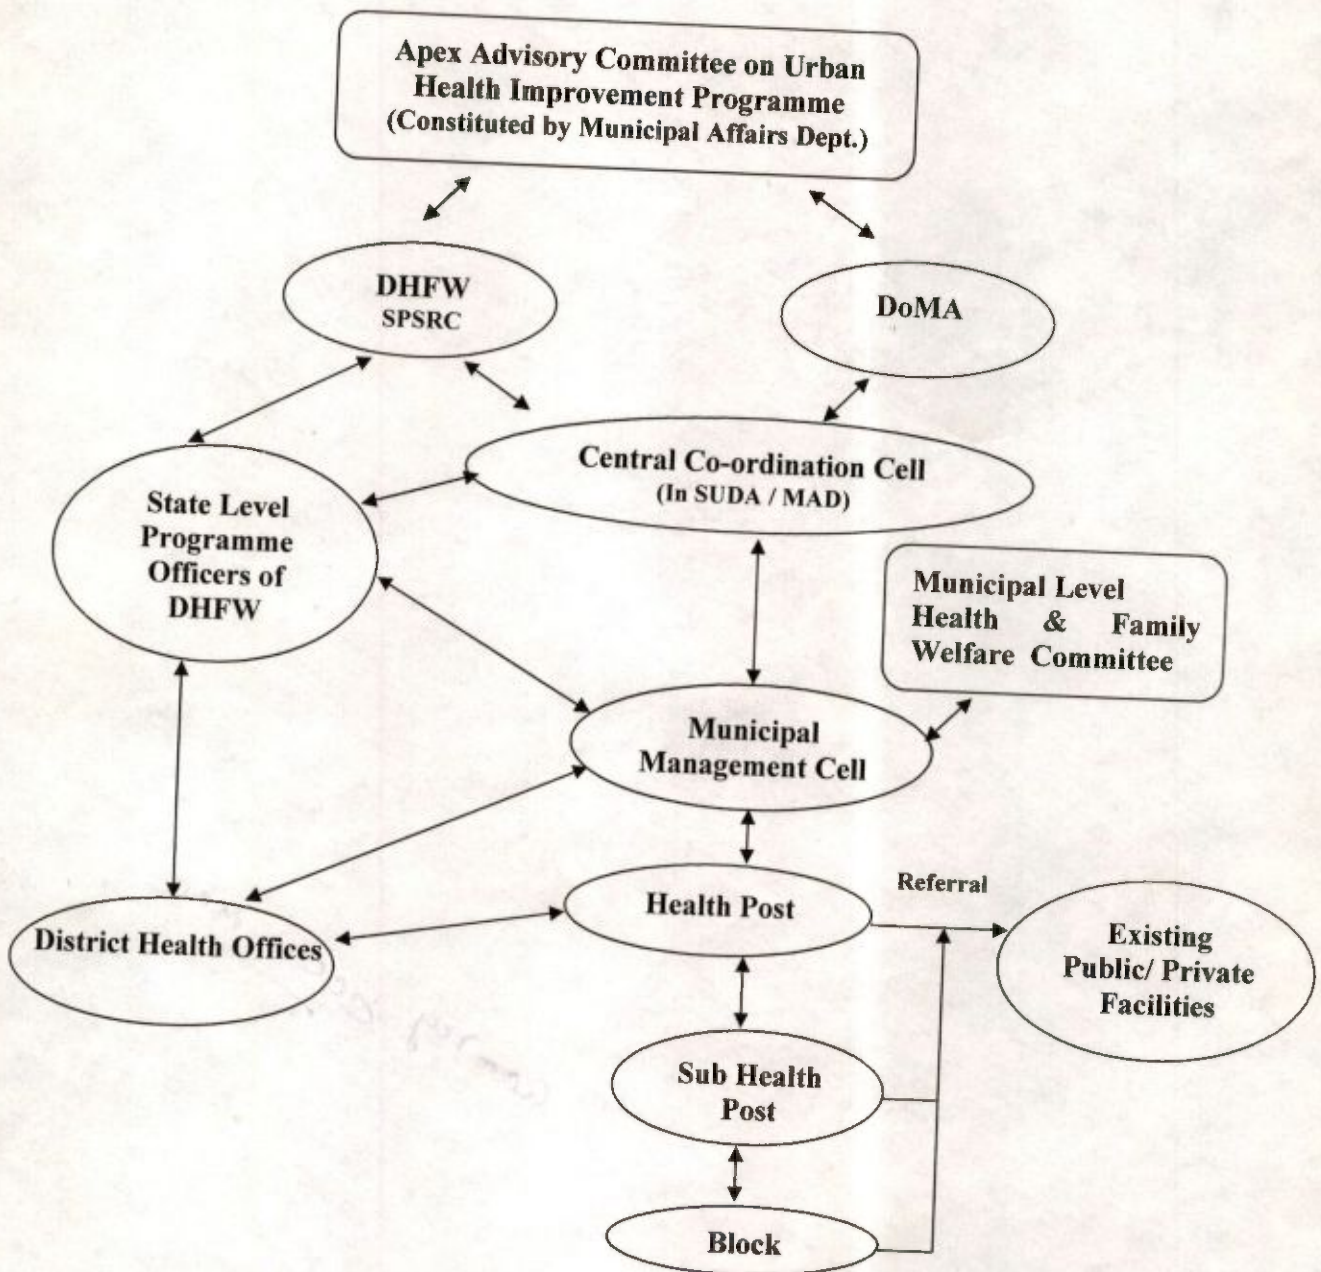 Apex Advisory Committee on Urban
Health Improvement Programme
(Constituted by Municipal Affairs Dept.)
DHFW
SPSRC
DoMA
Central Co-ordination Cell
(In SUDA / MAD)
State Level
Programme
Officers of
DHFW
Municipal Level
Health & Family
Welfare Committee
Municipal
Management Cell
Health Post
Referral
District Health Offices
Existing
Public/ Private
Facilities
Sub Health
Post
Block